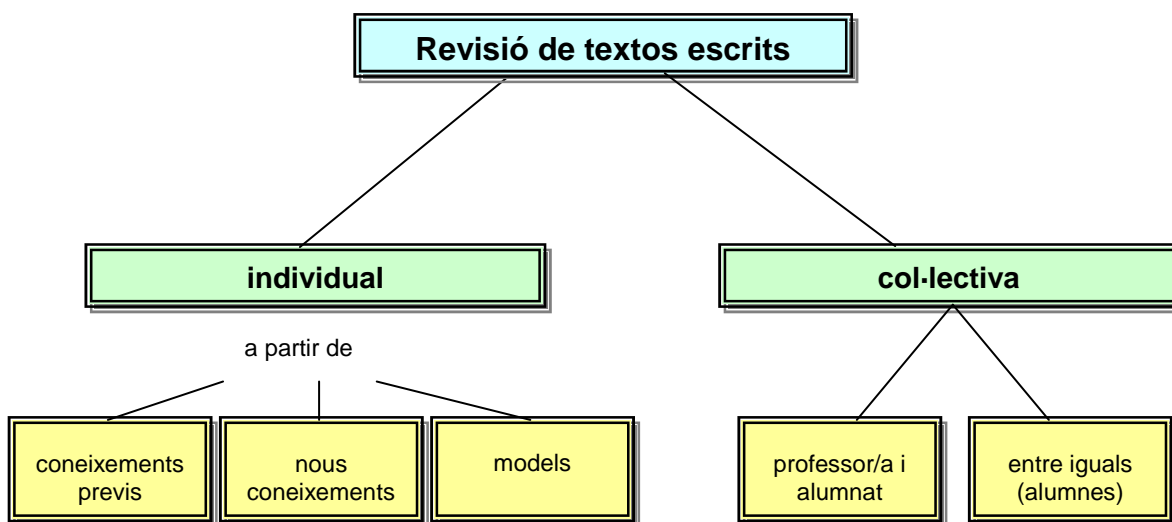 Revisió de textos escrits
individual
col·lectiva
a partir de
coneixements
previs
nous
coneixements
models
professor/a i
alumnat
entre iguals
(alumnes)